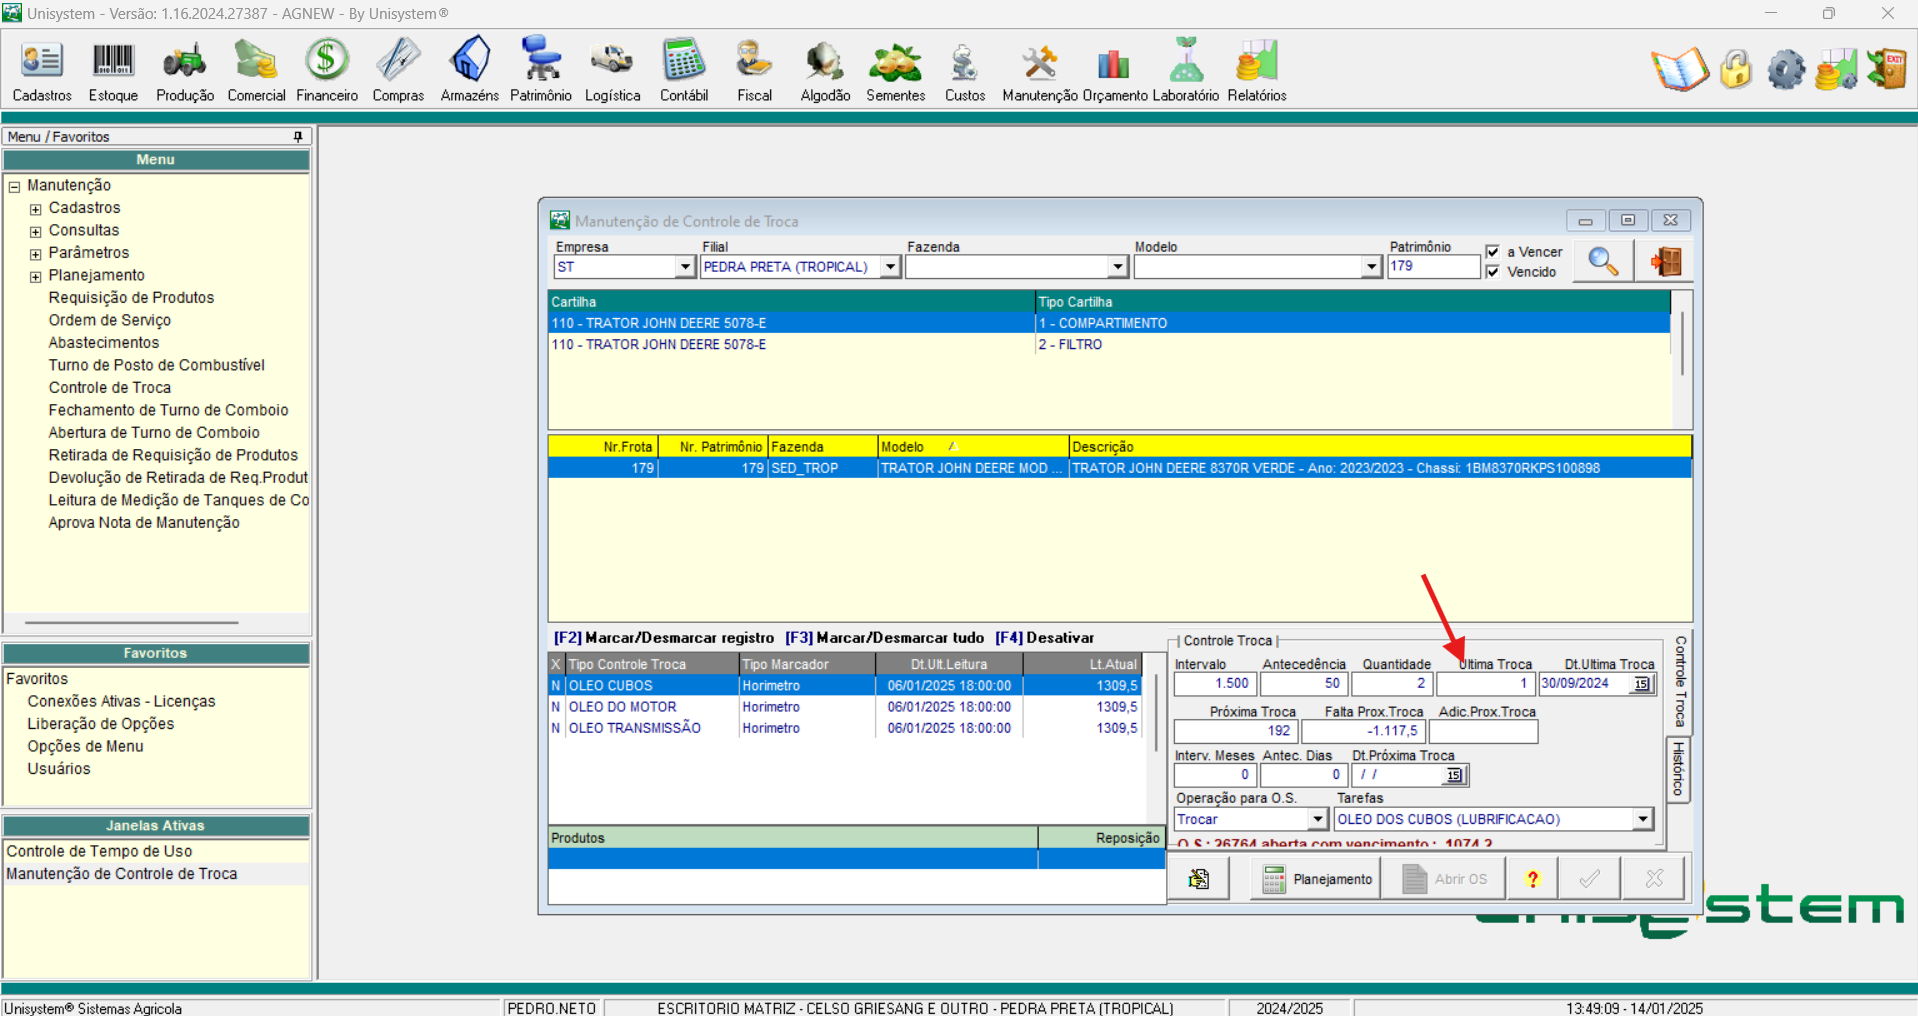 Unisystem - Versão: 1.16.2024.27387 - AGNEW - By Unisystem®
Cadastros Estoque Produção Comercial Financeiro Compras Armazéns Patrimônio Logística Contábil Fiscal Algodão Sementes Custos Manutenção Orçamento Laboratório Relatórios
EXIT
Menu / Favoritos
Menu
Manutenção
Cadastros
Consultas
Parâmetros
Planejamento
Requisição de Produtos
Ordem de Serviço
Abastecimentos
Turno de Posto de Combustível
Controle de Troca
Fechamento de Turno de Comboio
Abertura de Turno de Comboio
Retirada de Requisição de Produtos
Devolução de Retirada de Req.Produt
Leitura de Medição de Tanques de Co
Aprova Nota de Manutenção
Favoritos
Favoritos
Conexões Ativas - Licenças
Liberação de Opções
Opções de Menu
Usuários
Janelas Ativas
Controle de Tempo de Uso
Manutenção de Controle de Troca
Manutenção de Controle de Troca
Empresa Filial Fazenda Modelo Patrimônio
a Vencer
ST PEDRA PRETA (TROPICAL) 179
Vencido
Cartilha Tipo Cartilha
110 - TRATOR JOHN DEERE 5078-E 1 - COMPARTIMENTO
110 - TRATOR JOHN DEERE 5078-E 2 - FILTRO
Nr.Frota Nr. Patrimônio Fazenda Modelo Descrição
179 179 SED_TROP TRATOR JOHN DEERE MOD ... TRATOR JOHN DEERE 8370R VERDE - Ano: 2023/2023 - Chassi: 1BM8370RKPS100898
[F2] Marcar/Desmarcar registro [F3] Marcar/Desmarcar tudo [F4] Desativar
X Tipo Controle Troca Tipo Marcador Dt.Ult.Leitura Lt.Atual
N OLEO CUBOS Horimetro 06/01/2025 18:00:00 1309,5
N OLEO DO MOTOR Horimetro 06/01/2025 18:00:00 1309,5
N OLEO TRANSMISSÃO Horimetro 06/01/2025 18:00:00 1309,5
Produtos Reposição
| Controle Troca |
Intervalo Antecedência Quantidade Ultima Troca Dt.Ultima Troca
1.500 50 2 1 30/09/2024 15
Próxima Troca Falta Prox.Troca Adic.Prox.Troca
192 -1.117,5
Interv. Meses Antec. Dias Dt.Próxima Troca
0 0 / / 15
Operação para O.S. Tarefas
Trocar OLEO DOS CUBOS (LUBRIFICACAO)
O.S.: 26764 aberta com vencimento : 1074,2
Controle Troca
Histórico
Planejamento Abrir OS ?
unisystem
Unisystem® Sistemas Agricola PEDRO.NETO ESCRITORIO MATRIZ - CELSO GRIESANG E OUTRO - PEDRA PRETA (TROPICAL) 2024/2025 13:49:09 - 14/01/2025